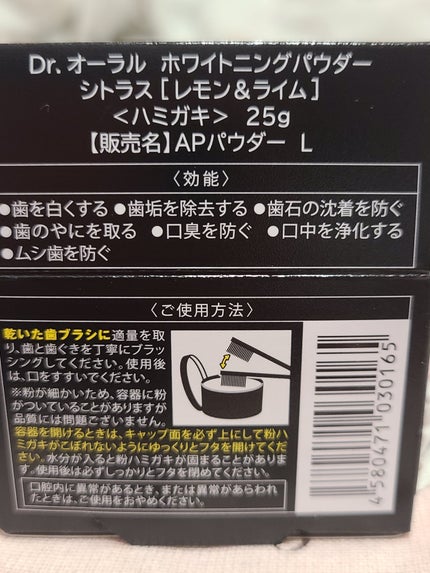 Dr. オーラル ホワイトニングパウダー
シトラス [レモン&ライム]
<ハミガキ> 25g
【販売名】APパウダー L
〈効能〉
●歯を白くする ●歯垢を除去する ●歯石の沈着を防ぐ
●歯のやにを取る ●口臭を防ぐ ●口中を浄化する
●ムシ歯を防ぐ
〈ご使用方法〉
乾いた歯ブラシに適量を取
り、歯と歯ぐきを丁寧にブラッ
シングしてください。使用後
は、口をすすいでください。
※粉が細かいため、容器に粉
がついていることがありますが
品質には問題ございません。
容器を開けるときは、キャップ面を必ず上にして粉ハ
ミガキがこぼれないようにゆっくりとフタを開けてくだ
さい。水分が入ると粉ハミガキが固まることがありま
す。使用後は必ずしっかりとフタを閉めてください。
口腔内に異常があるとき、または異常があらわれ
たときは、ご使用をおやめください。
4 580471 030165